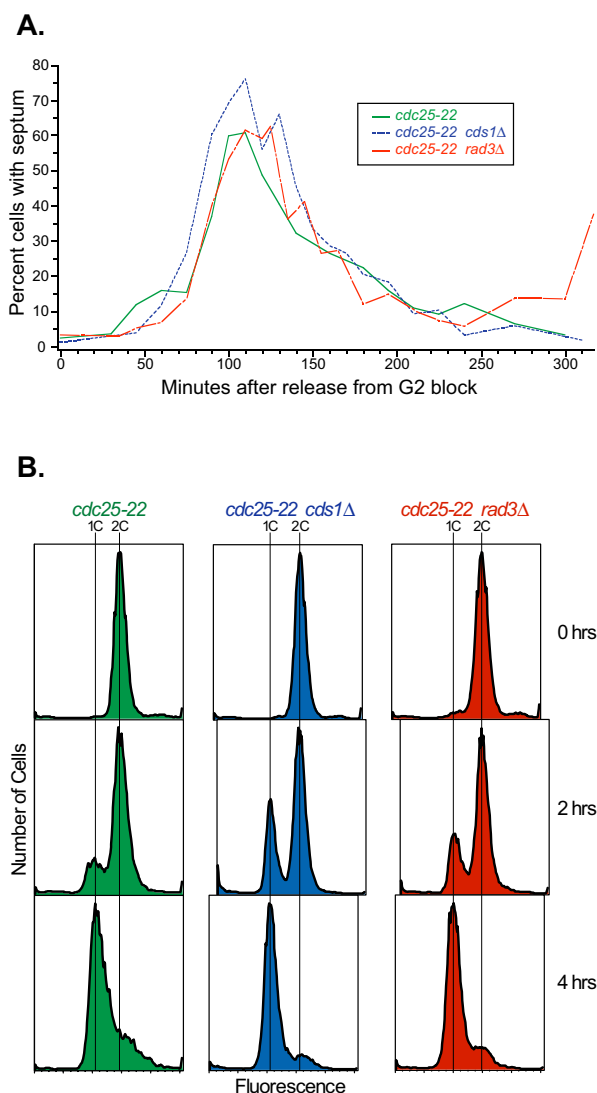 A.
80
70
60
50
40
30
20
10
0
Percent cells with septum
cdc25-22
cdc25-22 cds1Δ
cdc25-22 rad3Δ
0 50 100 150 200 250 300
Minutes after release from G2 block
B.
cdc25-22 cdc25-22 cds1Δ cdc25-22 rad3Δ
1C 2C 1C 2C 1C 2C
0 hrs
2 hrs
4 hrs
Number of Cells
Fluorescence